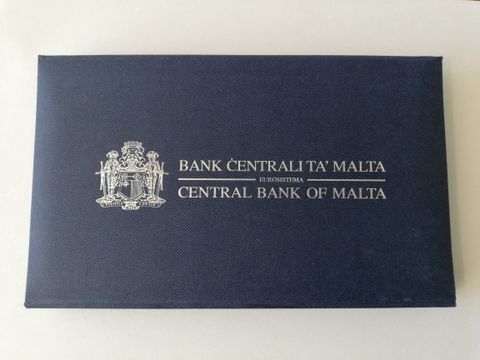 BANK ĊENTRALI TA' MALTA
EUROSISTEMA
CENTRAL BANK OF MALTA